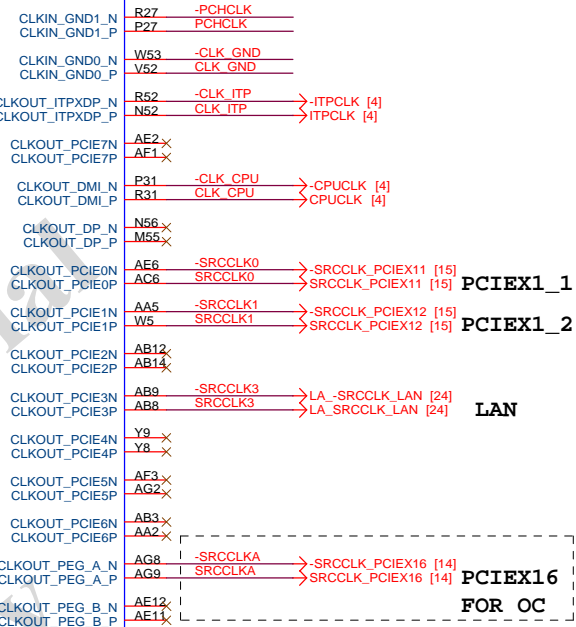 CLKIN_GND1_N R27 -PCHCLK
CLKIN_GND1_P P27 PCHCLK
CLKIN_GND0_N W53 -CLK_GND
CLKIN_GND0_P V52 CLK_GND
CLKOUT_ITPXDP_N R52 -CLK_ITP -ITPCLK [4]
CLKOUT_ITPXDP_P N52 CLK_ITP ITPCLK [4]
CLKOUT_PCIE7N AE2
CLKOUT_PCIE7P AF1
CLKOUT_DMI_N P31 -CLK_CPU -CPUCLK [4]
CLKOUT_DMI_P R31 CLK_CPU CPUCLK [4]
CLKOUT_DP_N N56
CLKOUT_DP_P M55
CLKOUT_PCIE0N AE6 -SRCCLK0 -SRCCLK_PCIEX11 [15]
CLKOUT_PCIE0P AC6 SRCCLK0 SRCCLK_PCIEX11 [15] PCIEX1_1
CLKOUT_PCIE1N AA5 -SRCCLK1 -SRCCLK_PCIEX12 [15]
CLKOUT_PCIE1P W5 SRCCLK1 SRCCLK_PCIEX12 [15] PCIEX1_2
CLKOUT_PCIE2N AB12
CLKOUT_PCIE2P AB14
CLKOUT_PCIE3N AB9 -SRCCLK3 LA_-SRCCLK_LAN [24]
CLKOUT_PCIE3P AB8 SRCCLK3 LA_SRCCLK_LAN [24] LAN
CLKOUT_PCIE4N Y9
CLKOUT_PCIE4P Y8
CLKOUT_PCIE5N AF3
CLKOUT_PCIE5P AG2
CLKOUT_PCIE6N AB3
CLKOUT_PCIE6P AA2
CLKOUT_PEG_A_N AG8 -SRCCLKA -SRCCLK_PCIEX16 [14]
CLKOUT_PEG_A_P AG9 SRCCLKA SRCCLK_PCIEX16 [14] PCIEX16
CLKOUT_PEG_B_N AE12 FOR OC
CLKOUT_PEG_B_P AE11